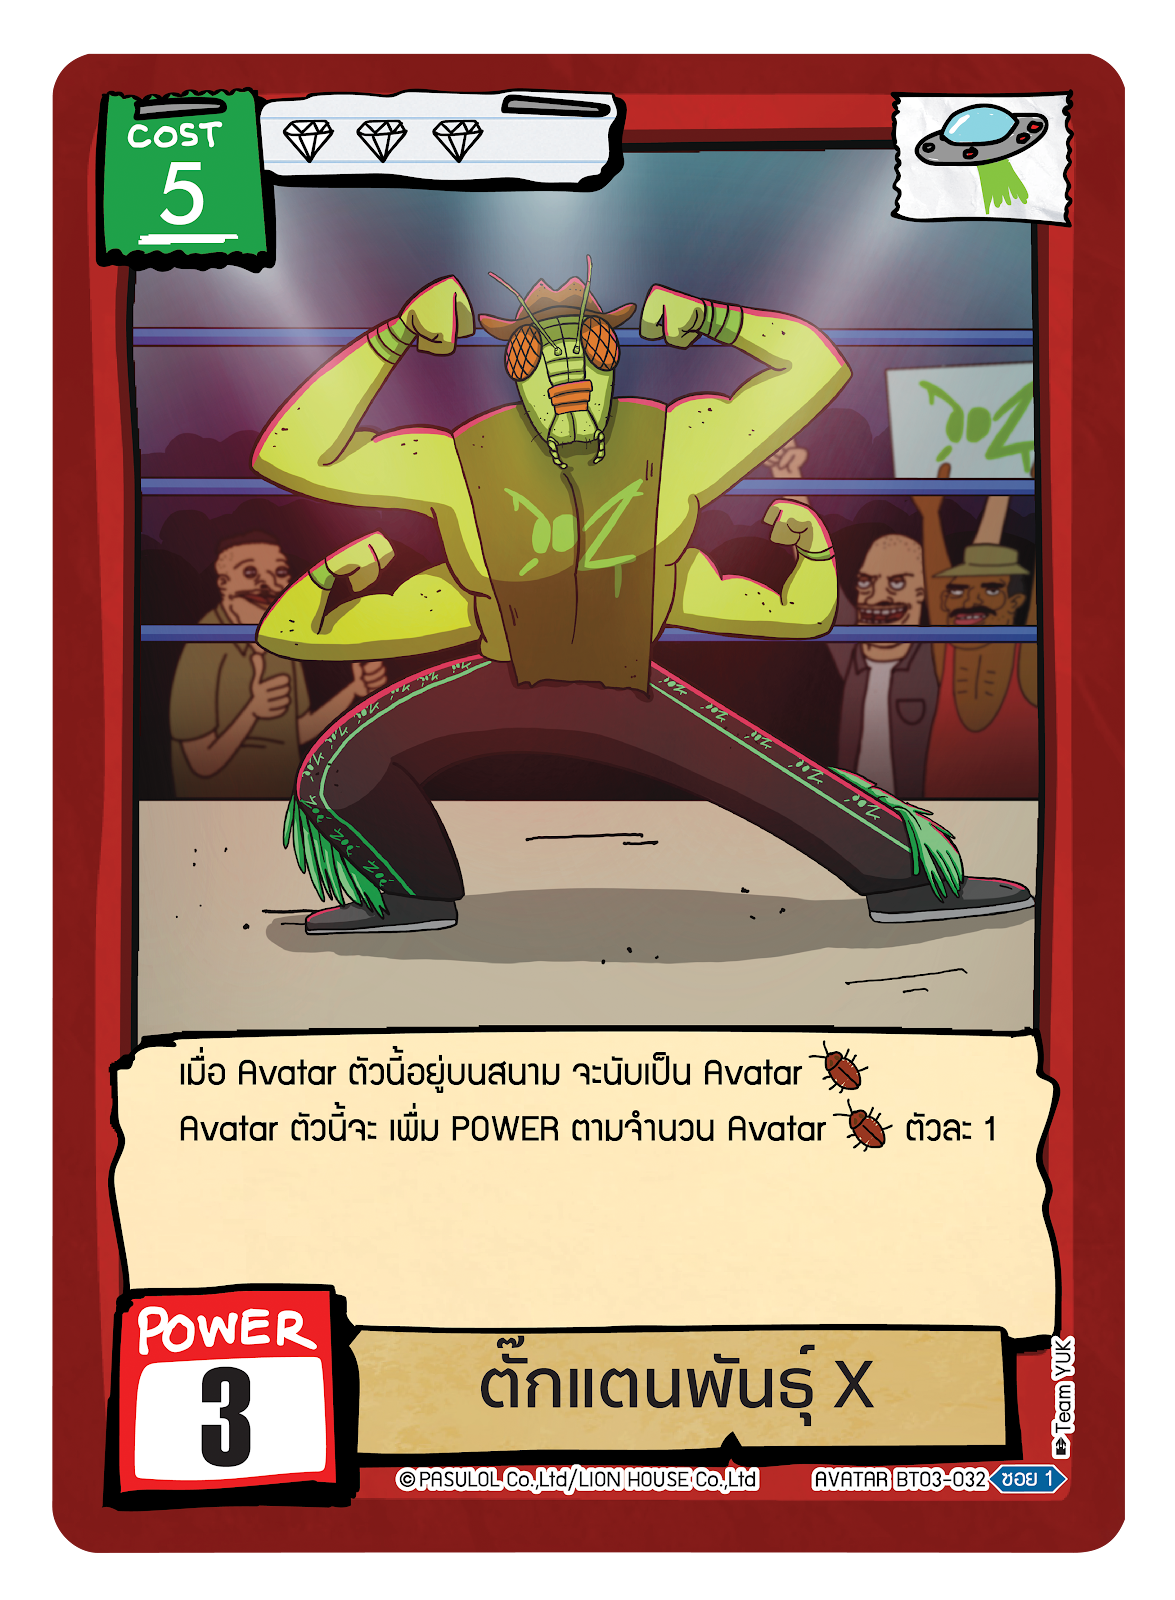 COST
5
เมื่อ Avatar ตัวนี้อยู่บนสนาม จะนับเป็น Avatar
Avatar ตัวนี้จะ เพิ่ม POWER ตามจำนวน Avatar ตัวละ 1
POWER
3
ตั๊กแตนพันธุ์ X
Team YUK
© PASULOL Co.,Ltd/LION HOUSE Co.,Ltd
AVATAR BT03-032 ซอย 1